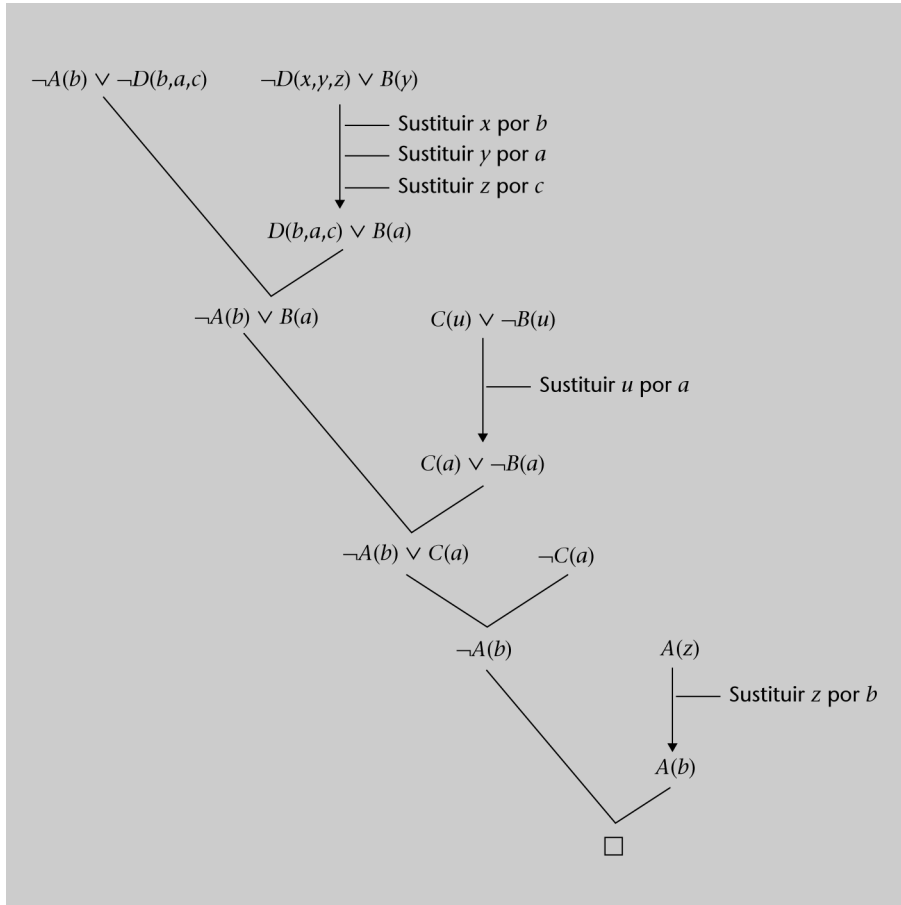 ¬A(b) ∨ ¬D(b,a,c) ¬D(x,y,z) ∨ B(y)
Sustituir x por b
Sustituir y por a
Sustituir z por c
D(b,a,c) ∨ B(a)
¬A(b) ∨ B(a) C(u) ∨ ¬B(u)
Sustituir u por a
C(a) ∨ ¬B(a)
¬A(b) ∨ C(a) ¬C(a)
¬A(b) A(z)
Sustituir z por b
A(b)
□